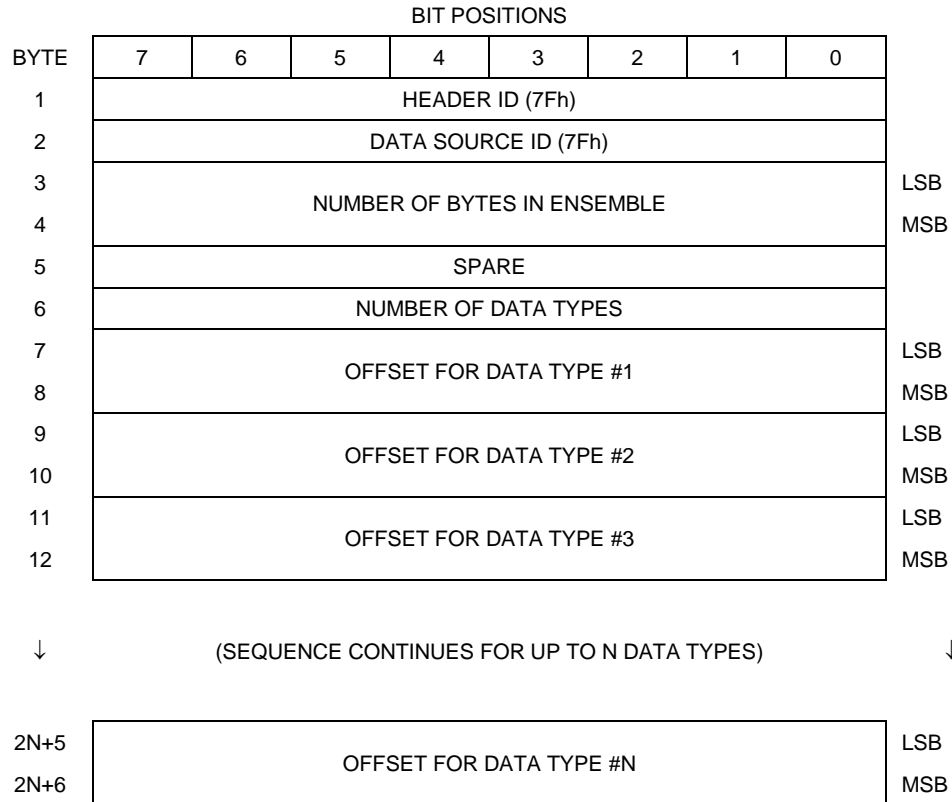 BIT POSITIONS
BYTE 7 6 5 4 3 2 1 0
1 HEADER ID (7Fh)
2 DATA SOURCE ID (7Fh)
3 LSB
NUMBER OF BYTES IN ENSEMBLE
4 MSB
5 SPARE
6 NUMBER OF DATA TYPES
7 LSB
OFFSET FOR DATA TYPE #1
8 MSB
9 LSB
OFFSET FOR DATA TYPE #2
10 MSB
11 LSB
OFFSET FOR DATA TYPE #3
12 MSB
↓ (SEQUENCE CONTINUES FOR UP TO N DATA TYPES) ↓
2N+5 LSB
OFFSET FOR DATA TYPE #N
2N+6 MSB